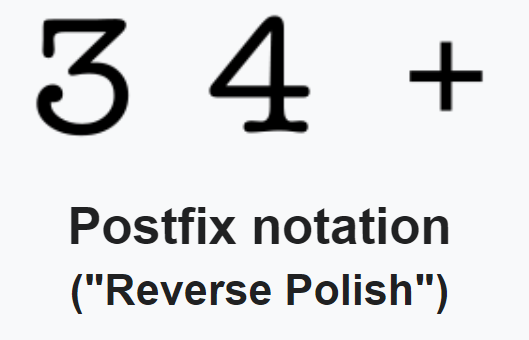 3 4 +
Postfix notation
("Reverse Polish")